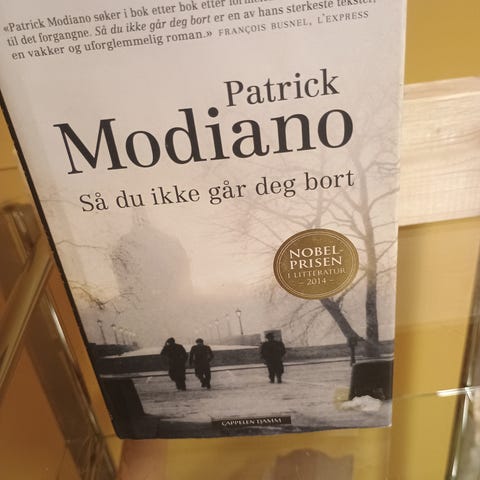 «Patrick Modiano søker i bok etter bok etter
til det forgangne. Så du ikke går deg bort er en av hans sterkeste tekster,
en vakker og uforglemmelig roman.» FRANÇOIS BUSNEL, L'EXPRESS
Patrick
Modiano
Så du ikke går deg bort
NOBEL-
PRISEN
I LITTERATUR
– 2014 –
CAPPELEN DAMM